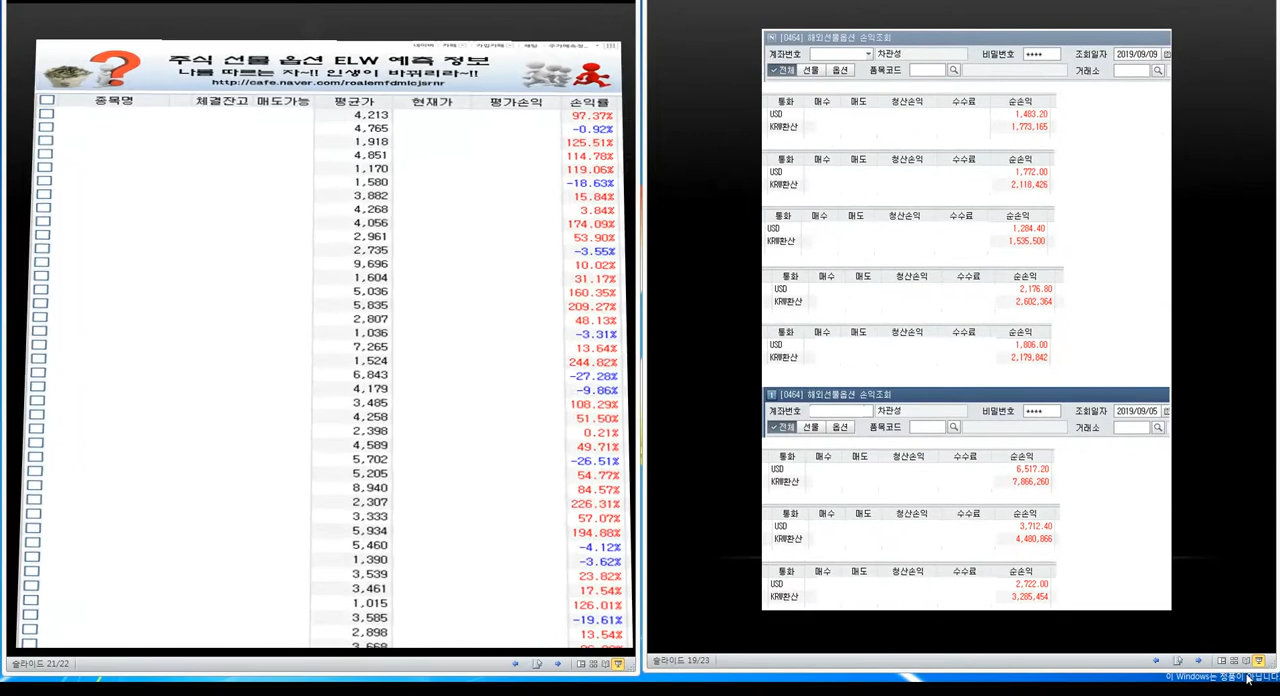 주식 선물 옵션 ELW 예측 정보
나를 따르는 자~!! 인생이 바뀌리라~!!
http://cafe.naver.com/realemfdmlcjsrnr
종목명 체결잔고 매도가능 평균가 현재가 평가손익 손익률
4,213 97.37%
4,765 -0.92%
1,918 125.51%
4,851 114.78%
1,170 119.06%
1,580 -18.63%
3,882 15.84%
4,268 3.84%
4,056 174.09%
2,961 53.90%
2,735 -3.55%
9,696 10.02%
1,604 31.17%
5,036 160.35%
5,835 209.27%
2,807 48.13%
1,036 -3.31%
7,265 13.64%
1,524 244.82%
6,843 -27.28%
4,179 -9.86%
3,485 108.29%
4,258 51.50%
2,398 0.21%
4,589 49.71%
5,702 -26.51%
5,205 54.77%
8,940 84.57%
2,307 226.31%
3,333 57.07%
5,934 194.88%
5,460 -4.12%
1,390 -3.62%
3,539 23.82%
3,461 17.54%
1,015 126.01%
3,585 -19.61%
2,898 13.54%
3,668
슬라이드 21/22
[0464] 해외선물옵션 손익조회
계좌번호 차관성 비밀번호 **** 조회일자 2019/09/09
전체 선물 옵션 품목코드 거래소
통화 매수 매도 청산손익 수수료 순손익
USD 1,483.20
KRW환산 1,773,165
통화 매수 매도 청산손익 수수료 순손익
USD 1,772.00
KRW환산 2,118,426
통화 매수 매도 청산손익 수수료 순손익
USD 1,284.40
KRW환산 1,535,500
통화 매수 매도 청산손익 수수료 순손익
USD 2,176.80
KRW환산 2,602,364
통화 매수 매도 청산손익 수수료 순손익
USD 1,806.00
KRW환산 2,179,842
[0464] 해외선물옵션 손익조회
계좌번호 차관성 비밀번호 **** 조회일자 2019/09/05
전체 선물 옵션 품목코드 거래소
통화 매수 매도 청산손익 수수료 순손익
USD 6,517.20
KRW환산 7,866,260
통화 매수 매도 청산손익 수수료 순손익
USD 3,712.40
KRW환산 4,480,866
통화 매수 매도 청산손익 수수료 순손익
USD 2,722.00
KRW환산 3,285,454
슬라이드 19/23
이 Windows는 정품이 아닙니다.